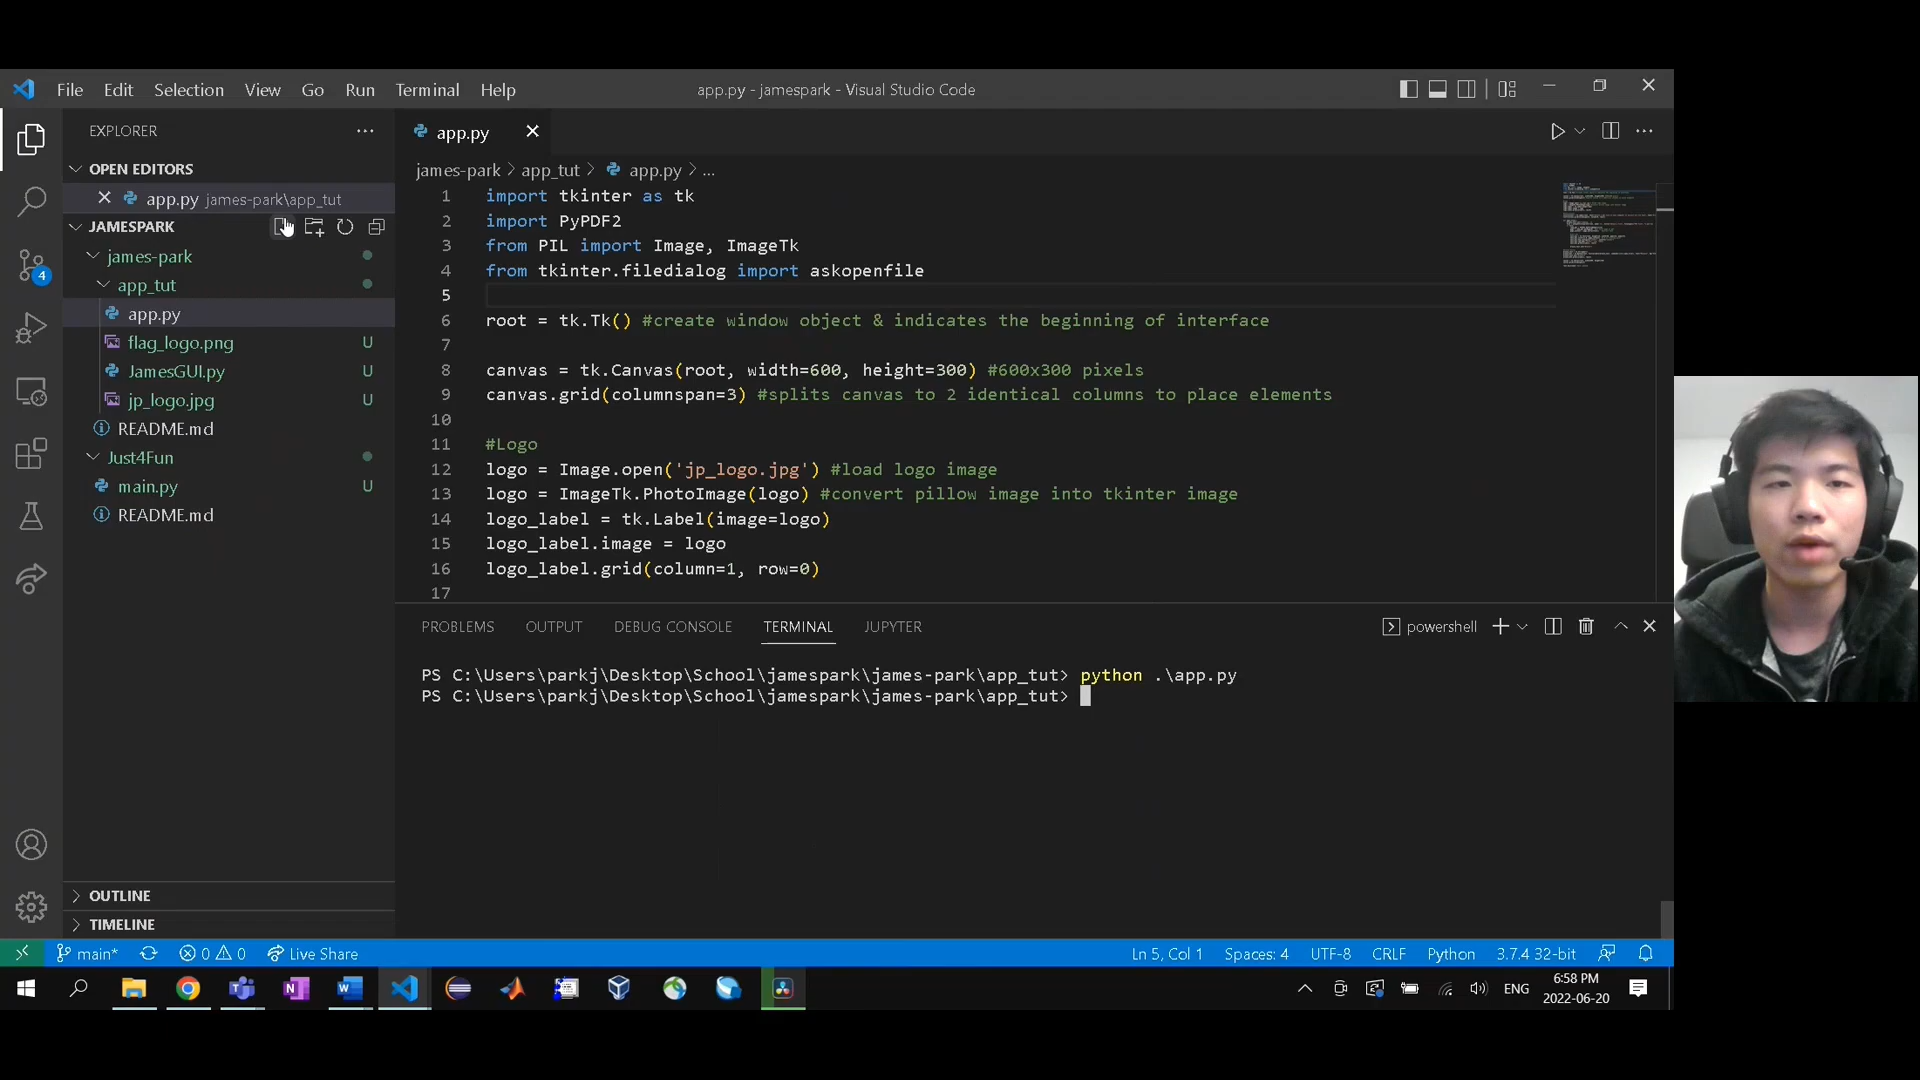 File Edit Selection View Go Run Terminal Help
app.py - jamespark - Visual Studio Code
EXPLORER
OPEN EDITORS
app.py james-park\app_tut
JAMESPARK
james-park
app_tut
app.py
flag_logo.png U
JamesGUI.py U
jp_logo.jpg U
README.md
Just4Fun
main.py U
README.md
OUTLINE
TIMELINE
4
app.py
james-park > app_tut > app.py > ...
1 import tkinter as tk
2 import PyPDF2
3 from PIL import Image, ImageTk
4 from tkinter.filedialog import askopenfile
5
6 root = tk.Tk() #create window object & indicates the beginning of interface
7
8 canvas = tk.Canvas(root, width=600, height=300) #600x300 pixels
9 canvas.grid(columnspan=3) #splits canvas to 2 identical columns to place elements
10
11 #Logo
12 logo = Image.open('jp_logo.jpg') #load logo image
13 logo = ImageTk.PhotoImage(logo) #convert pillow image into tkinter image
14 logo_label = tk.Label(image=logo)
15 logo_label.image = logo
16 logo_label.grid(column=1, row=0)
17
PROBLEMS OUTPUT DEBUG CONSOLE TERMINAL JUPYTER
powershell
PS C:\Users\parkj\Desktop\School\jamespark\james-park\app_tut> python .\app.py
PS C:\Users\parkj\Desktop\School\jamespark\james-park\app_tut>
main* 0 0 Live Share
Ln 5, Col 1 Spaces: 4 UTF-8 CRLF Python 3.7.4 32-bit
ENG
6:58 PM
2022-06-20